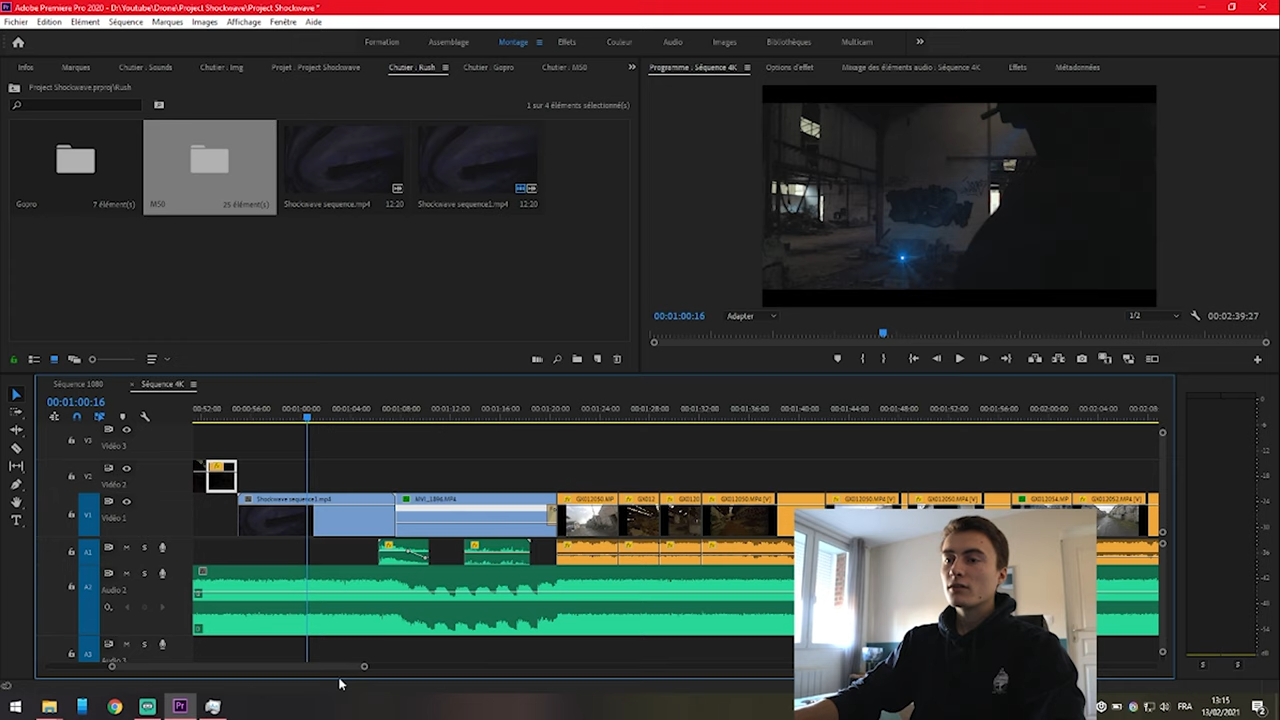 Adobe Premiere Pro 2020 - D:\Youtube\Drone\Project Shockwave\Project Shockwave *
Fichier Edition Elément Séquence Marques Images Affichage Fenêtre Aide
Formation Assemblage Montage Effets Couleur Audio Images Bibliothèques Multicam
Infos Marques Chutier : Sounds Chutier : Img Projet : Project Shockwave Chutier : Rush Chutier : Gopro Chutier : M50
Programme : Séquence 4K Options d'effet Mixage des éléments audio : Séquence 4K Effets Métadonnées
Project Shockwave.prproj\Rush
1 sur 4 élément(s) sélectionné(s)
Gopro 7 élément(s) M50 25 élément(s) Shockwave sequence.mp4 12:20 Shockwave sequence1.mp4 12:20
00:01:00:16 Adapter 1/2 00:02:39:27
Séquence 1080 Séquence 4K
00:01:00:16
00:52:00 00:00:56:00 00:01:00:00 00:01:04:00 00:01:08:00 00:01:12:00 00:01:16:00 00:01:20:00 00:01:24:00 00:01:28:00 00:01:32:00 00:01:36:00 00:01:40:00 00:01:44:00 00:01:48:00 00:01:52:00 00:01:56:00 00:02:00:00 00:02:04:00 00:02:08:
V3 Vidéo 3
V2 Vidéo 2
V1 Vidéo 1
Shockwave sequence1.mp4 GX012050.MP GX012 GX0120 GX012050.MP4 [V] GX012050.MP4 [V] GX012050.MP4 [V] GX012054.MP GX012052.MP4 [V]
A1 M S
A2 M S
Audio 2
A3 M S
Audio 3
S S
FRA 13:15
13/02/2021